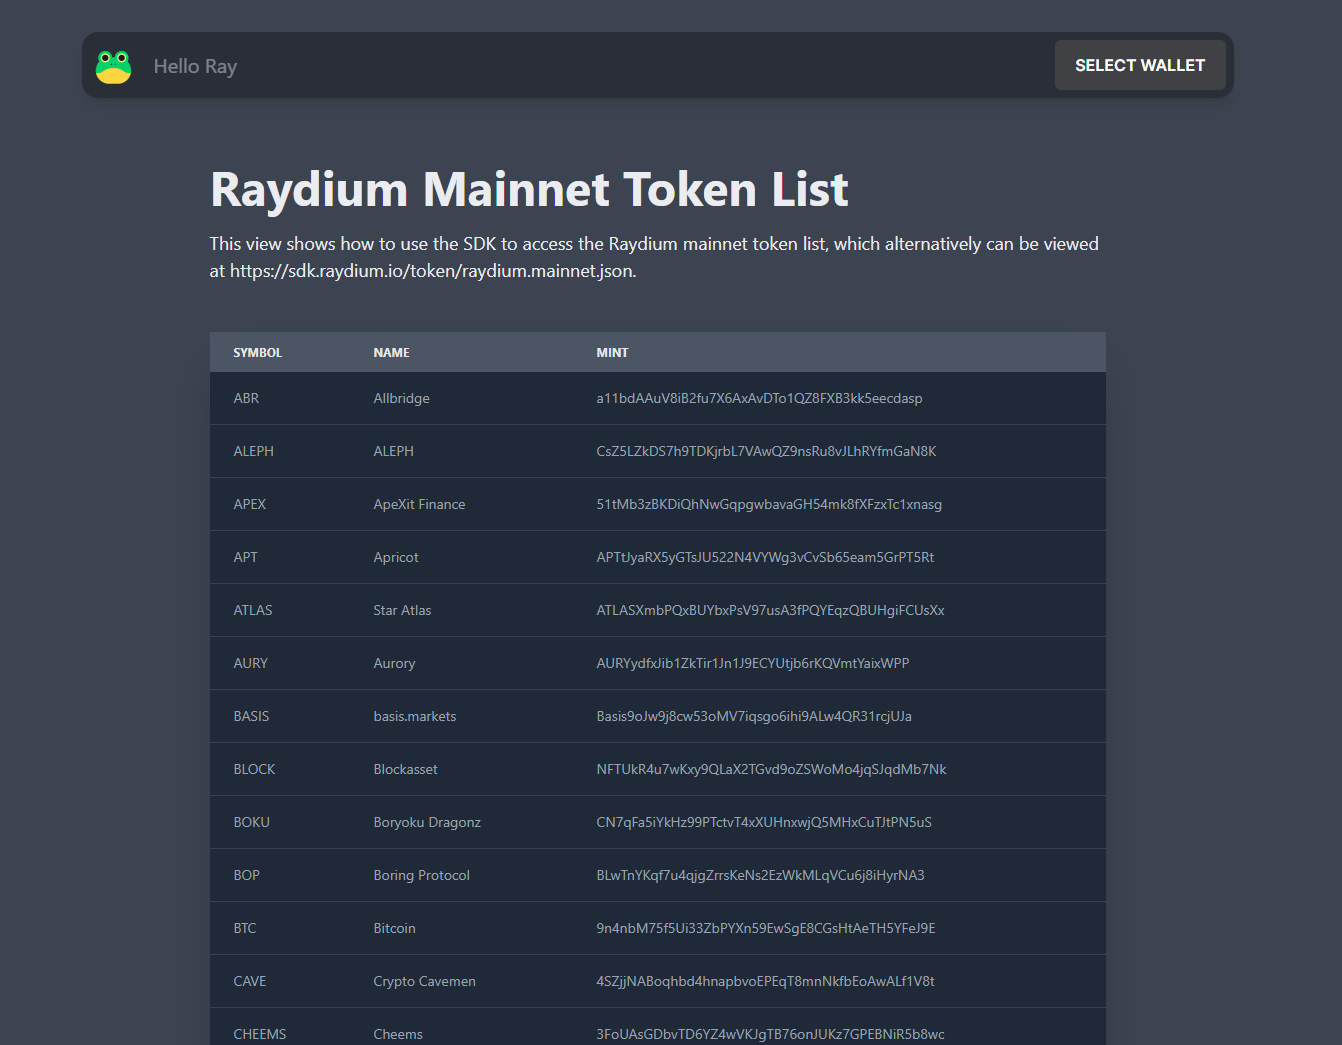 Hello Ray
SELECT WALLET
Raydium Mainnet Token List
This view shows how to use the SDK to access the Raydium mainnet token list, which alternatively can be viewed
at https://sdk.raydium.io/token/raydium.mainnet.json.
SYMBOL NAME MINT
ABR Allbridge a11bdAAuV8iB2fu7X6AxAvDTo1QZ8FXB3kk5eecdasp
ALEPH ALEPH CsZ5LZkDS7h9TDKjrbL7VAwQZ9nsRu8vJLhRYfmGaN8K
APEX ApeXit Finance 51tMb3zBKDiQhNwGqpgwbavaGH54mk8fXFzxTc1xnasg
APT Apricot APTtJyaRX5yGTsJU522N4VYWg3vCvSb65eam5GrPT5Rt
ATLAS Star Atlas ATLASXmbPQxBUYbxPsV97usA3fPQYEqzQBUHgiFCUsXx
AURY Aurory AURYydfxJib1ZkTir1Jn1J9ECYUtjb6rKQVmtYaixWPP
BASIS basis.markets Basis9oJw9j8cw53oMV7iqsgo6ihi9ALw4QR31rcjUJa
BLOCK Blockasset NFTUkR4u7wKxy9QLaX2TGvd9oZSWoMo4jqSJqdMb7Nk
BOKU Boryoku Dragonz CN7qFa5iYkHz99PTctvT4xXUHnxwjQ5MHxCuTJtPN5uS
BOP Boring Protocol BLwTnYKqf7u4qjgZrrsKeNs2EzWkMLqVCu6j8iHyrNA3
BTC Bitcoin 9n4nbM75f5Ui33ZbPYXn59EwSgE8CGsHtAeTH5YFeJ9E
CAVE Crypto Cavemen 4SZjjNABoqhbd4hnapbvoEPEqT8mnNkfbEoAwALf1V8t
CHEEMS Cheems 3FoUAsGDbvTD6YZ4wVKJgTB76onJUKz7GPEBNiR5b8wc